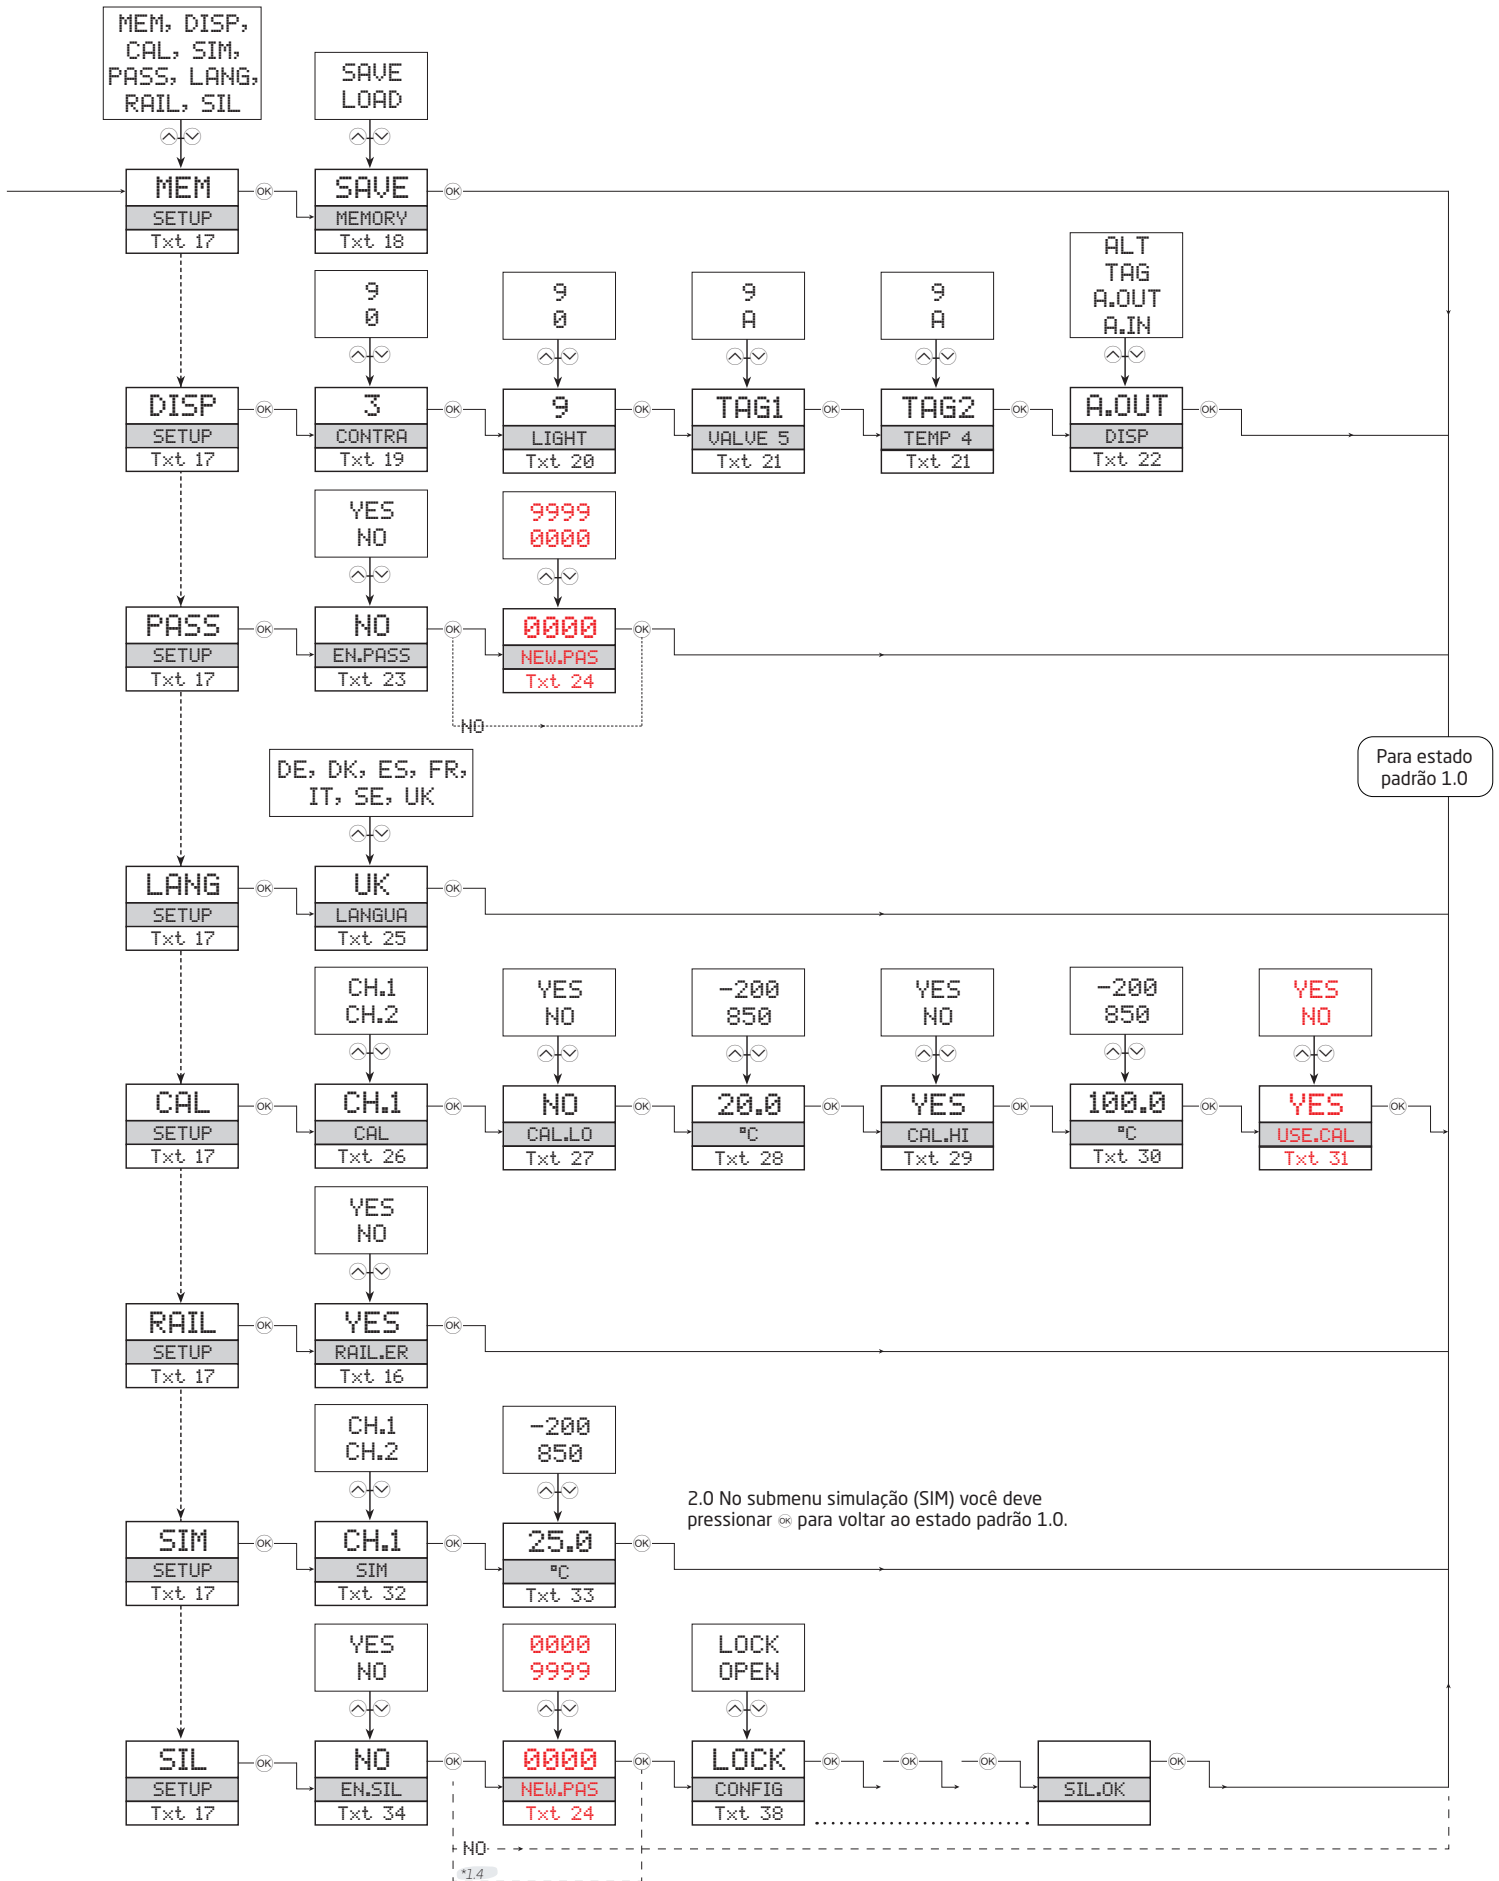 MEM, DISP,
CAL, SIM,
PASS, LANG,
RAIL, SIL
SAVE
LOAD
MEM
SETUP
Txt 17
OK
SAVE
MEMORY
Txt 18
OK
9
0
9
0
9
A
9
A
ALT
TAG
A.OUT
A.IN
DISP
SETUP
Txt 17
OK
3
CONTRA
Txt 19
OK
9
LIGHT
Txt 20
OK
TAG1
VALVE 5
Txt 21
OK
TAG2
TEMP 4
Txt 21
OK
A.OUT
DISP
Txt 22
OK
YES
NO
9999
0000
PASS
SETUP
Txt 17
OK
NO
EN.PASS
Txt 23
OK
0000
NEW.PAS
Txt 24
OK
NO
Para estado
padrão 1.0
DE, DK, ES, FR,
IT, SE, UK
LANG
SETUP
Txt 17
OK
UK
LANGUA
Txt 25
OK
CH.1
CH.2
YES
NO
-200
850
YES
NO
-200
850
YES
NO
CAL
SETUP
Txt 17
OK
CH.1
CAL
Txt 26
OK
NO
CAL.LO
Txt 27
OK
20.0
°C
Txt 28
OK
YES
CAL.HI
Txt 29
OK
100.0
°C
Txt 30
OK
YES
USE.CAL
Txt 31
OK
YES
NO
RAIL
SETUP
Txt 17
OK
YES
RAIL.ER
Txt 16
OK
CH.1
CH.2
-200
850
2.0 No submenu simulação (SIM) você deve
pressionar OK para voltar ao estado padrão 1.0.
SIM
SETUP
Txt 17
OK
CH.1
SIM
Txt 32
OK
25.0
°C
Txt 33
OK
YES
NO
0000
9999
LOCK
OPEN
SIL
SETUP
Txt 17
OK
NO
EN.SIL
Txt 34
OK
0000
NEW.PAS
Txt 24
OK
LOCK
CONFIG
Txt 38
OK
OK
OK
SIL.OK
OK
NO
*1.4